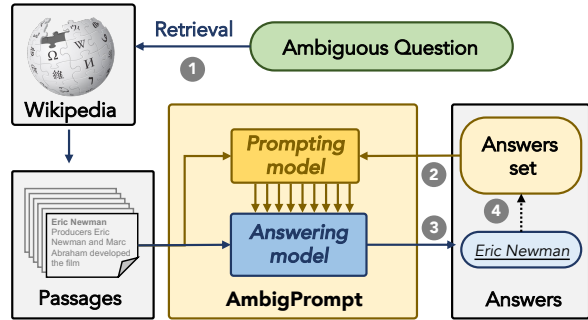 Retrieval
1
Ambiguous Question
Ω
W
И
Wikipedia
Prompting
model
2
Answers
set
Eric Newman
Producers Eric
Newman and Marc
Abraham developed
the film
Answering
model
3
4
Eric Newman
Passages
AmbigPrompt
Answers